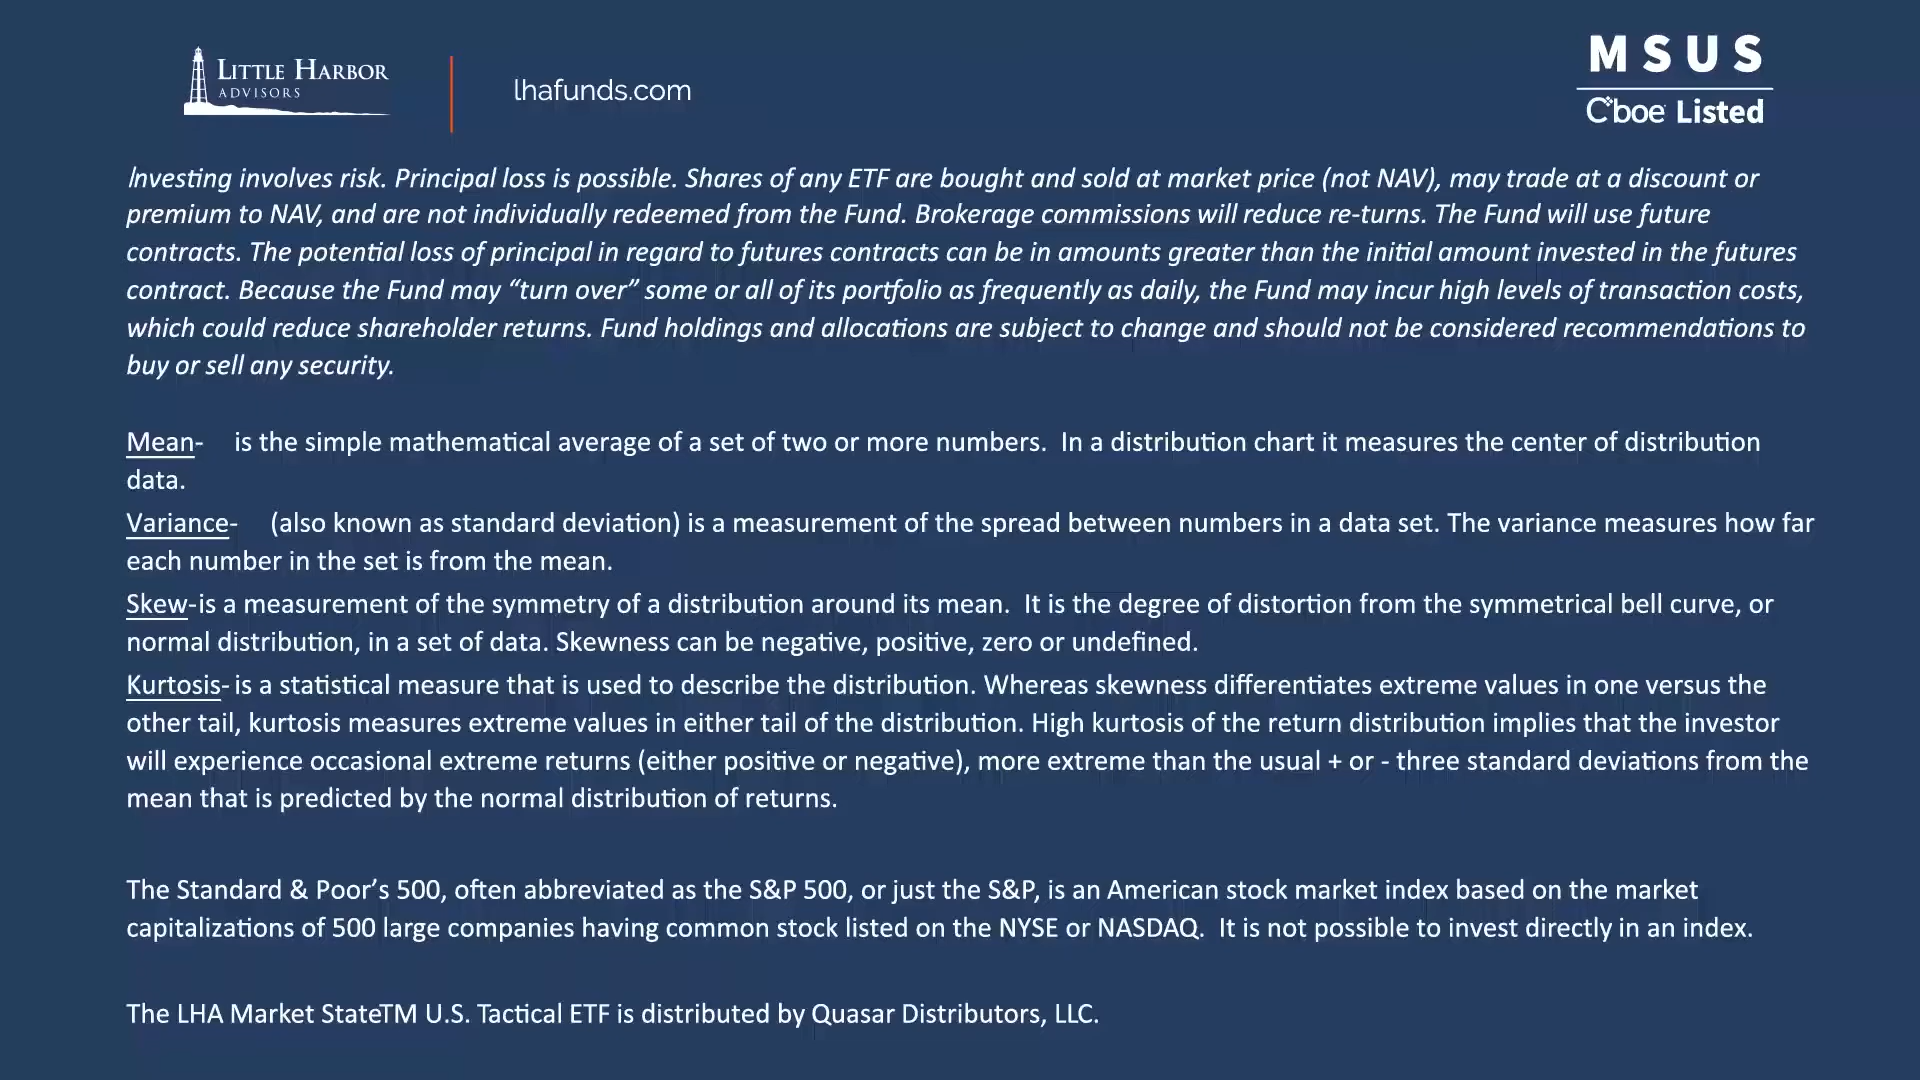 LITTLE HARBOR
ADVISORS
lhafunds.com
MSUS
Cboe Listed
Investing involves risk. Principal loss is possible. Shares of any ETF are bought and sold at market price (not NAV), may trade at a discount or
premium to NAV, and are not individually redeemed from the Fund. Brokerage commissions will reduce re-turns. The Fund will use future
contracts. The potential loss of principal in regard to futures contracts can be in amounts greater than the initial amount invested in the futures
contract. Because the Fund may “turn over” some or all of its portfolio as frequently as daily, the Fund may incur high levels of transaction costs,
which could reduce shareholder returns. Fund holdings and allocations are subject to change and should not be considered recommendations to
buy or sell any security.
Mean- is the simple mathematical average of a set of two or more numbers. In a distribution chart it measures the center of distribution
data.
Variance- (also known as standard deviation) is a measurement of the spread between numbers in a data set. The variance measures how far
each number in the set is from the mean.
Skew-is a measurement of the symmetry of a distribution around its mean. It is the degree of distortion from the symmetrical bell curve, or
normal distribution, in a set of data. Skewness can be negative, positive, zero or undefined.
Kurtosis- is a statistical measure that is used to describe the distribution. Whereas skewness differentiates extreme values in one versus the
other tail, kurtosis measures extreme values in either tail of the distribution. High kurtosis of the return distribution implies that the investor
will experience occasional extreme returns (either positive or negative), more extreme than the usual + or - three standard deviations from the
mean that is predicted by the normal distribution of returns.
The Standard & Poor’s 500, often abbreviated as the S&P 500, or just the S&P, is an American stock market index based on the market
capitalizations of 500 large companies having common stock listed on the NYSE or NASDAQ. It is not possible to invest directly in an index.
The LHA Market StateTM U.S. Tactical ETF is distributed by Quasar Distributors, LLC.